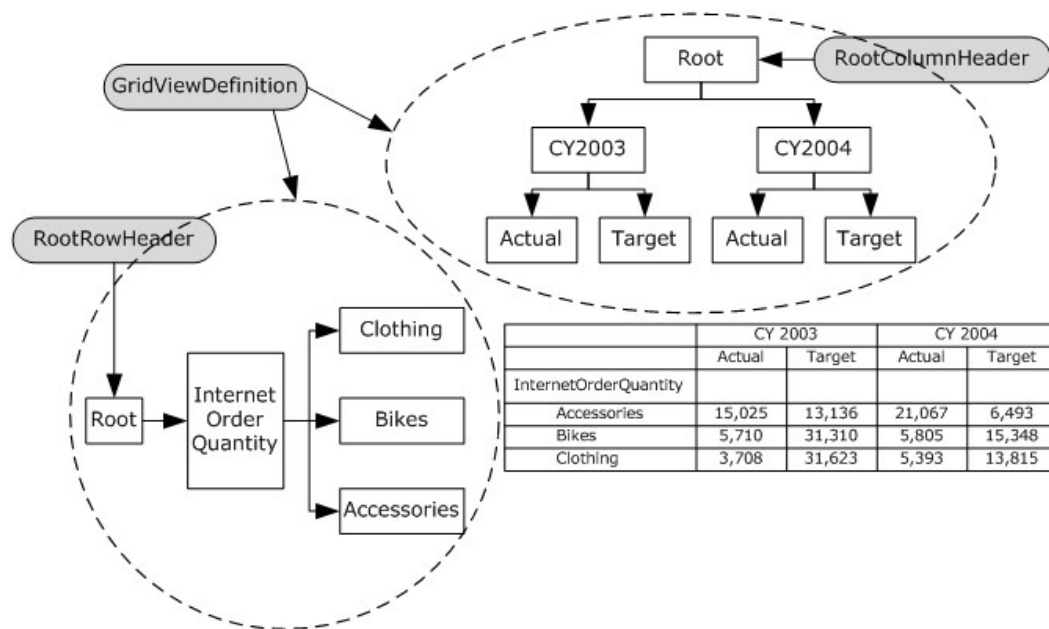 Root
RootColumnHeader
GridViewDefinition
CY2003
CY2004
Actual
Target
Actual
Target
RootRowHeader
Root
Internet
Order
Quantity
Clothing
Bikes
Accessories
CY 2003 CY 2004
Actual Target Actual Target
InternetOrderQuantity
Accessories 15,025 13,136 21,067 6,493
Bikes 5,710 31,310 5,805 15,348
Clothing 3,708 31,623 5,393 13,815